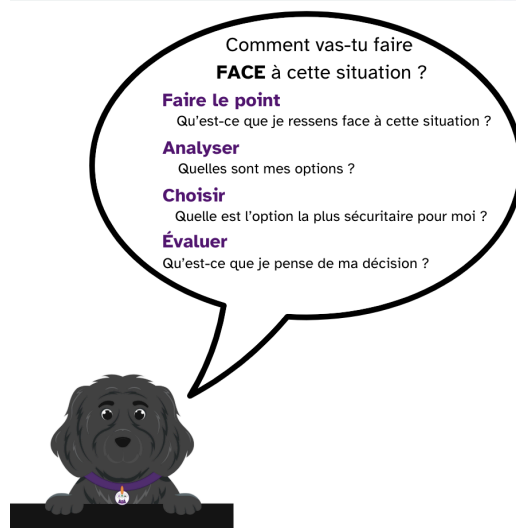 Comment vas-tu faire
FACE à cette situation ?
Faire le point
Qu'est-ce que je ressens face à cette situation ?
Analyser
Quelles sont mes options ?
Choisir
Quelle est l'option la plus sécuritaire pour moi ?
Évaluer
Qu'est-ce que je pense de ma décision ?